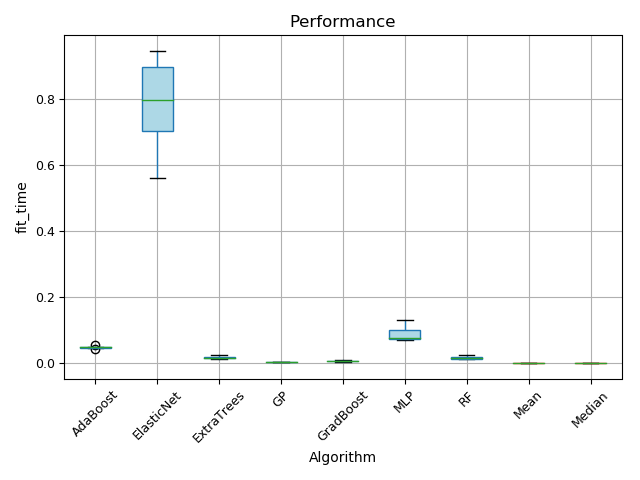 Performance
fit_time
0.8
0.6
0.4
0.2
0.0
AdaBoost
ElasticNet
ExtraTrees
GP
GradBoost
MLP
RF
Mean
Median
Algorithm